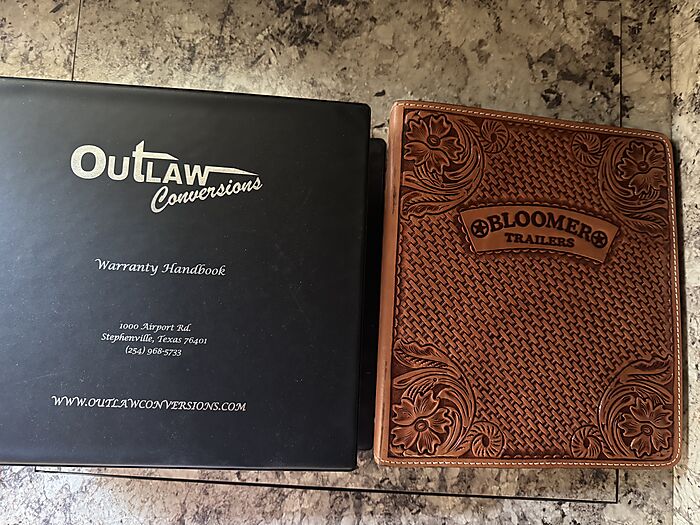 OUTLAW
Conversions
Warranty Handbook
1000 Airport Rd.
Stephenville, Texas 76401
(254) 968-5733
WWW.OUTLAWCONVERSIONS.COM
BLOOMER
TRAILERS